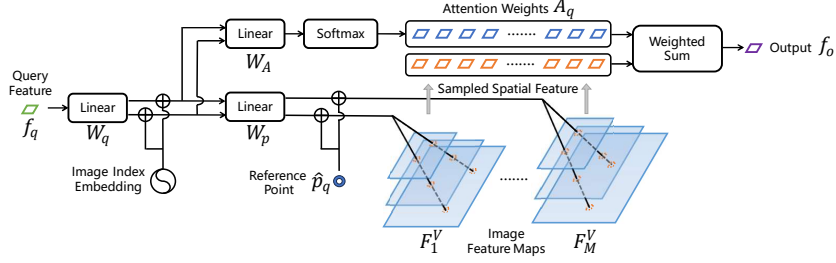 Attention Weights A_q
Linear
W_A
Softmax
.......
.......
Weighted
Sum
Output f_o
Query
Feature
f_q
Linear
W_q
Linear
W_p
Sampled Spatial Feature
Image Index
Embedding
Reference
Point
p̂_q
.......
F_1^V
Image
Feature Maps
F_M^V